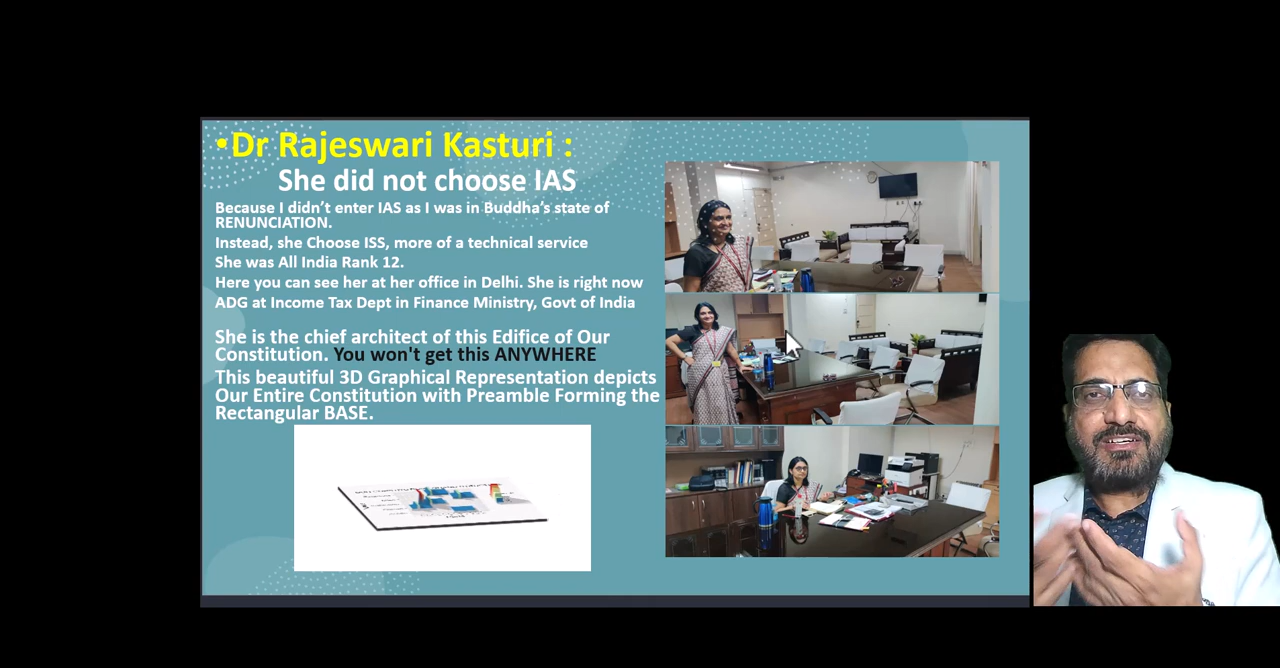 •Dr Rajeswari Kasturi :
She did not choose IAS
Because I didn’t enter IAS as I was in Buddha’s state of
RENUNCIATION.
Instead, she Choose ISS, more of a technical service
She was All India Rank 12.
Here you can see her at her office in Delhi. She is right now
ADG at Income Tax Dept in Finance Ministry, Govt of India
She is the chief architect of this Edifice of Our
Constitution. You won't get this ANYWHERE
This beautiful 3D Graphical Representation depicts
Our Entire Constitution with Preamble Forming the
Rectangular BASE.